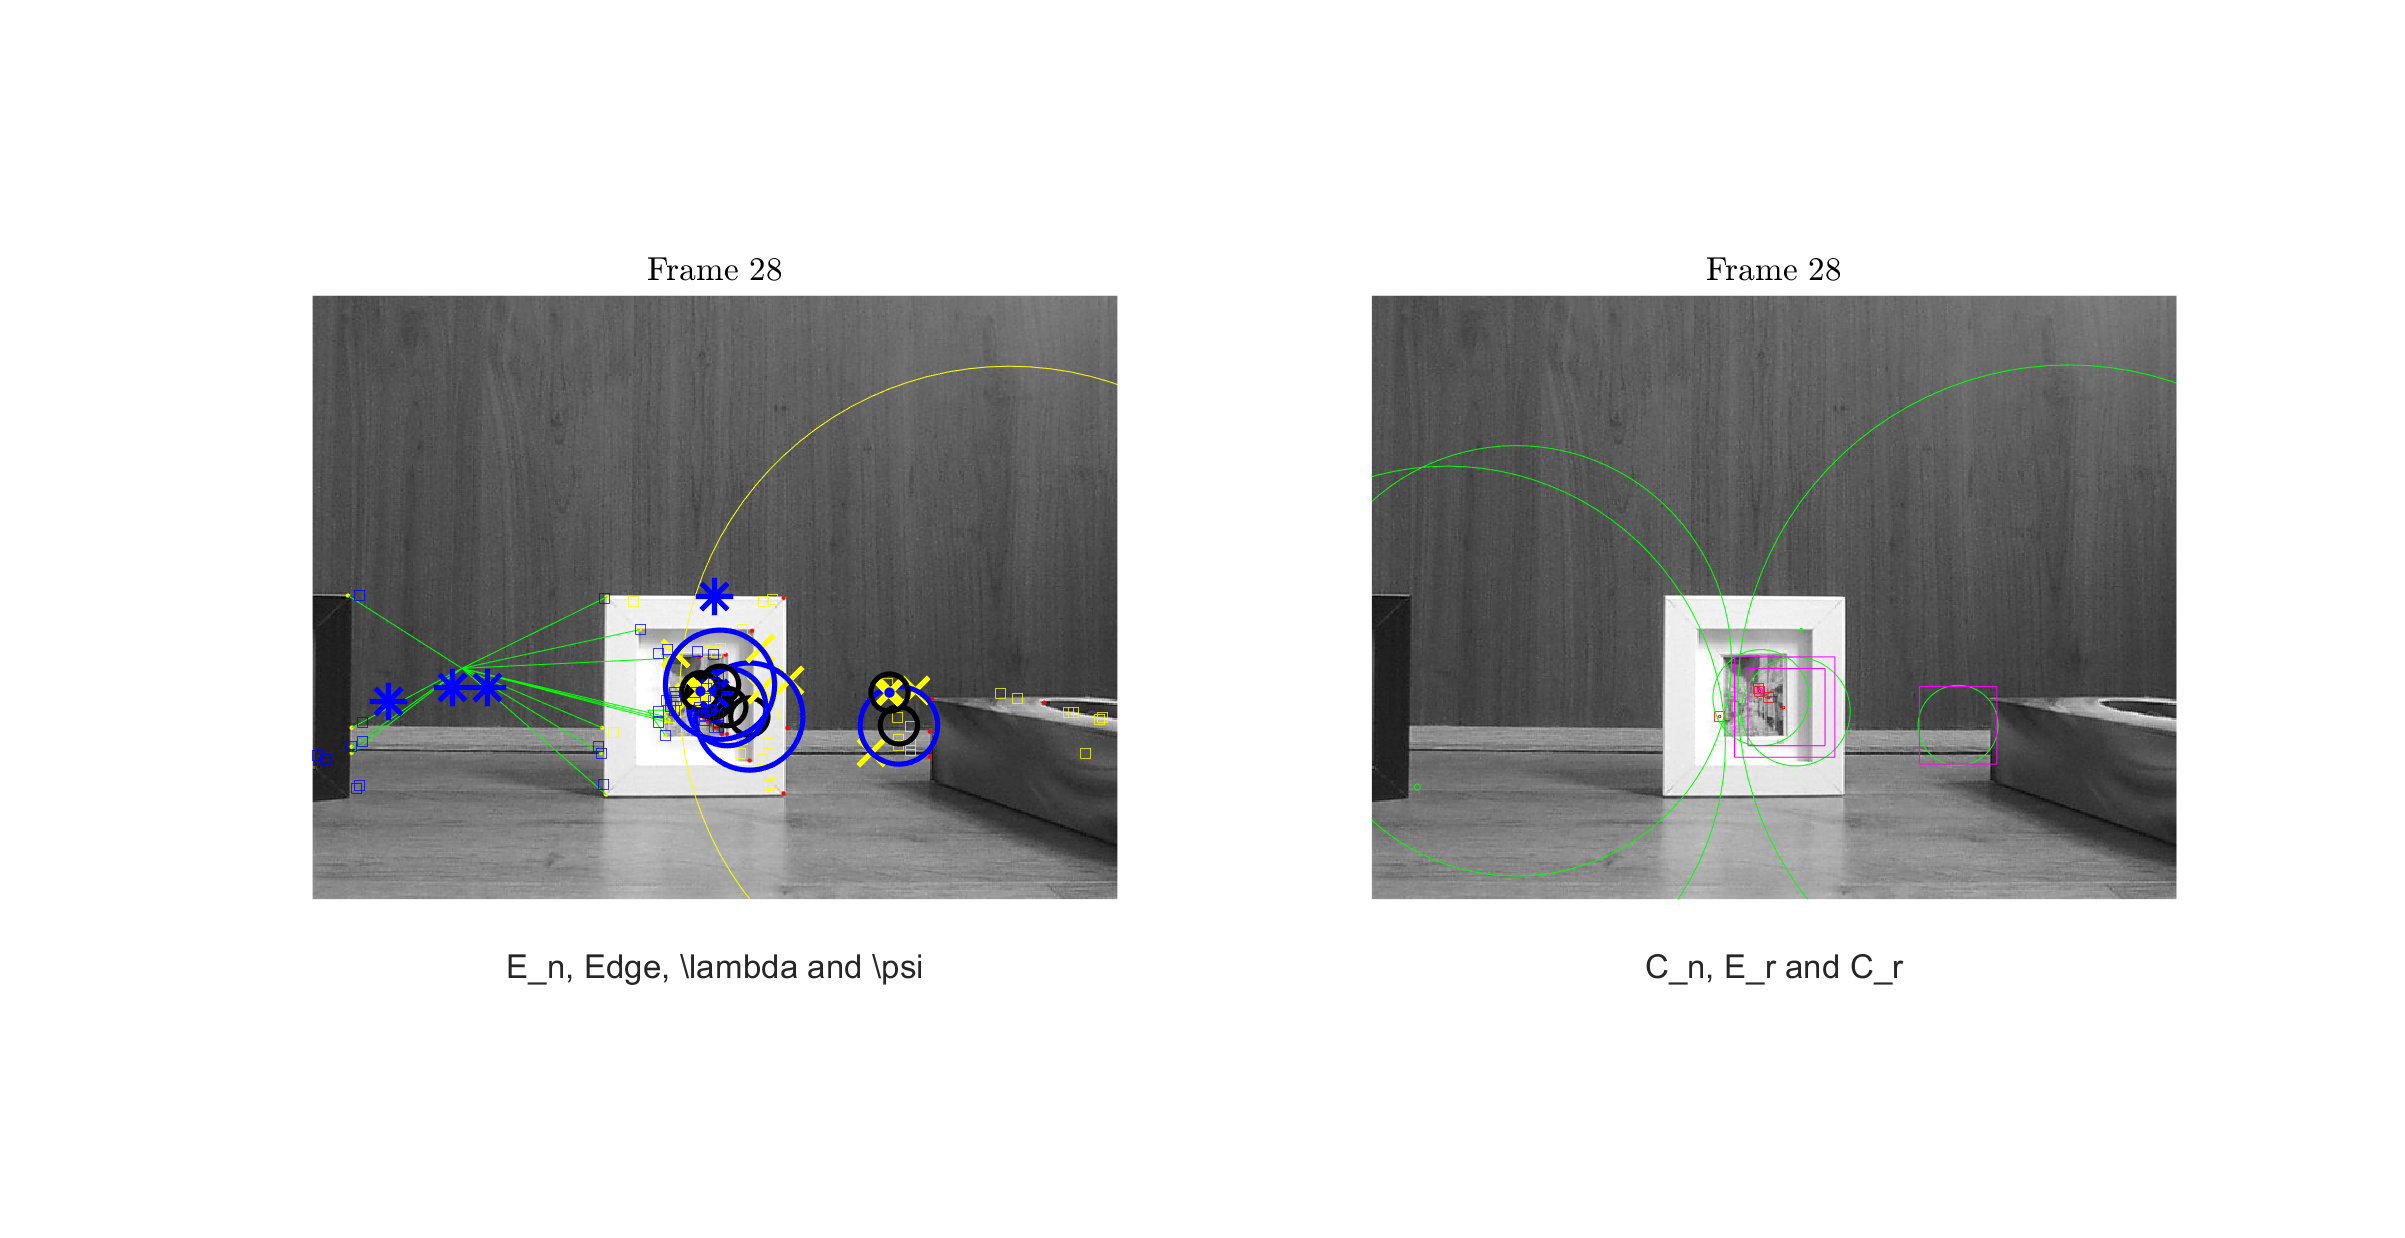 Frame 28
Frame 28
E_n, Edge, \lambda and \psi
C_n, E_r and C_r